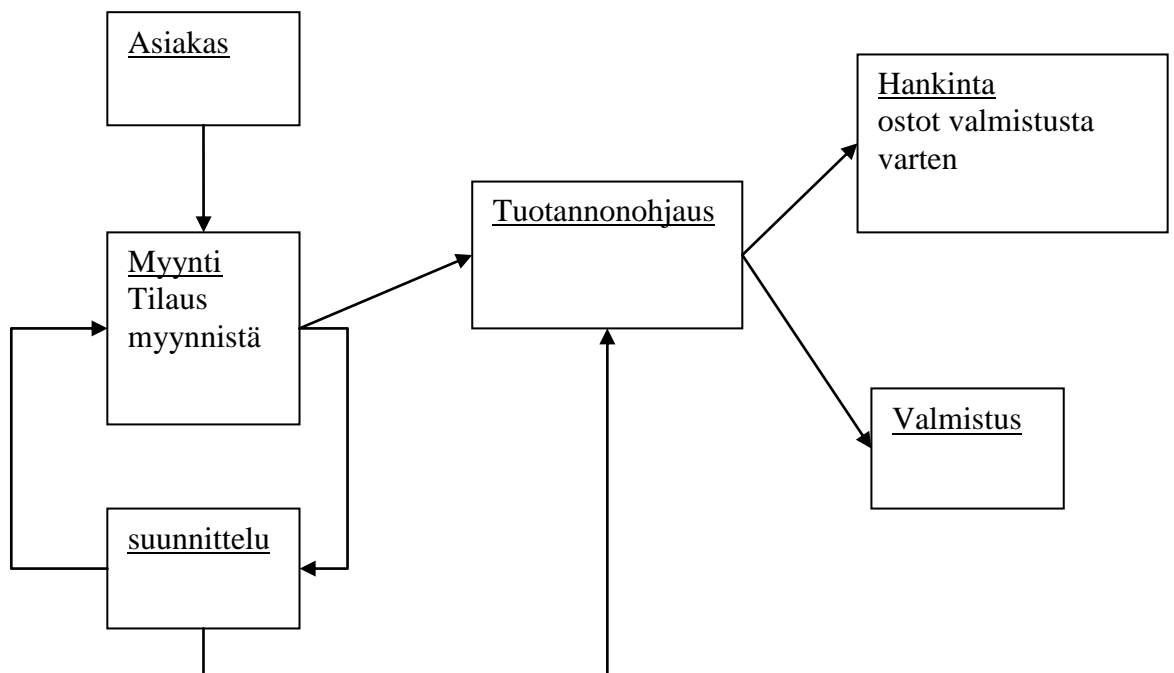 Asiakas
Myynti
Tilaus
myynnistä
suunnittelu
Tuotannonohjaus
Hankinta
ostot valmistusta
varten
Valmistus